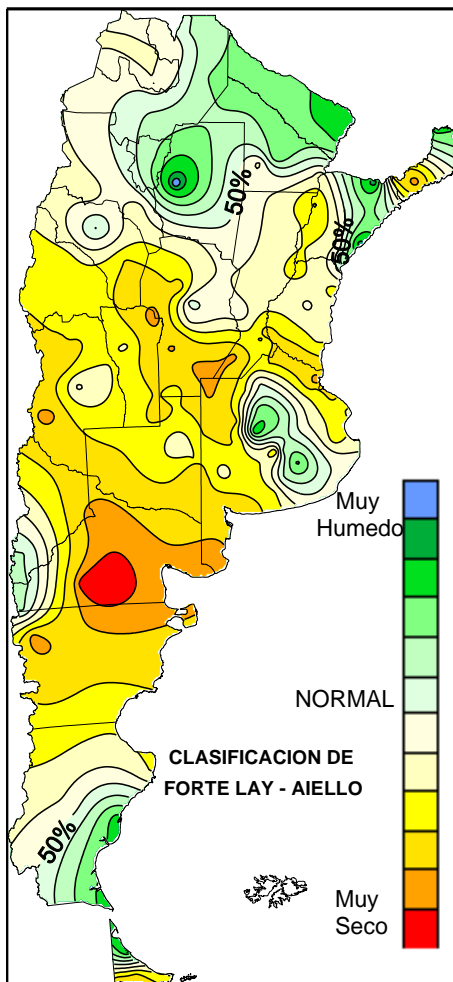 50%
50%
Muy
Humedo
NORMAL
CLASIFICACION DE
FORTE LAY - AIELLO
50%
Muy
Seco